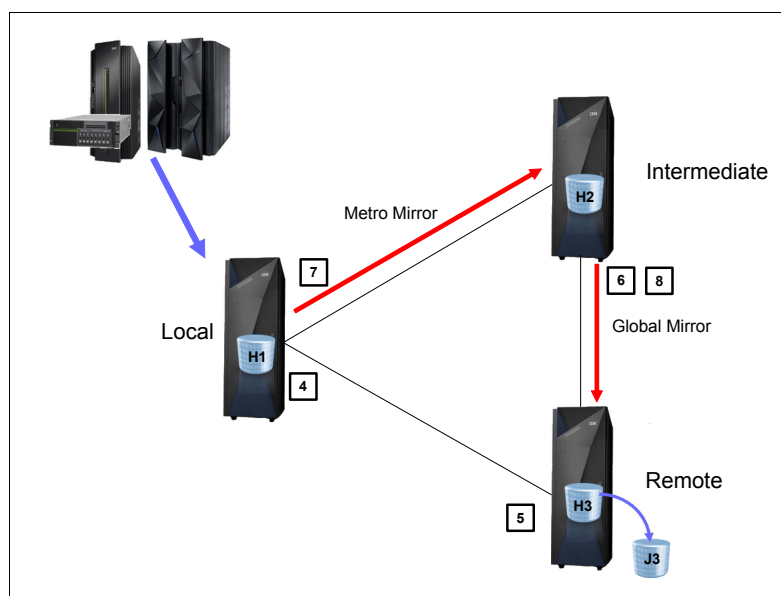 Intermediate
H2
Metro Mirror
7
6 8
Local
Global Mirror
H1
4
Remote
H3
5
J3